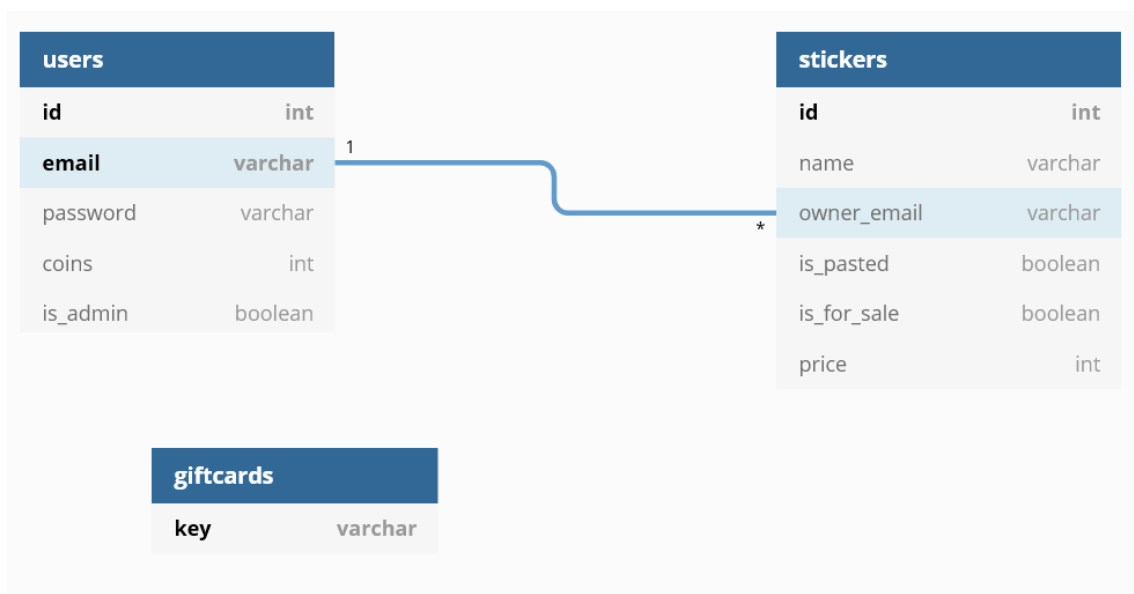 users
id int
email varchar
password varchar
coins int
is_admin boolean
1
*
stickers
id int
name varchar
owner_email varchar
is_pasted boolean
is_for_sale boolean
price int
giftcards
key varchar